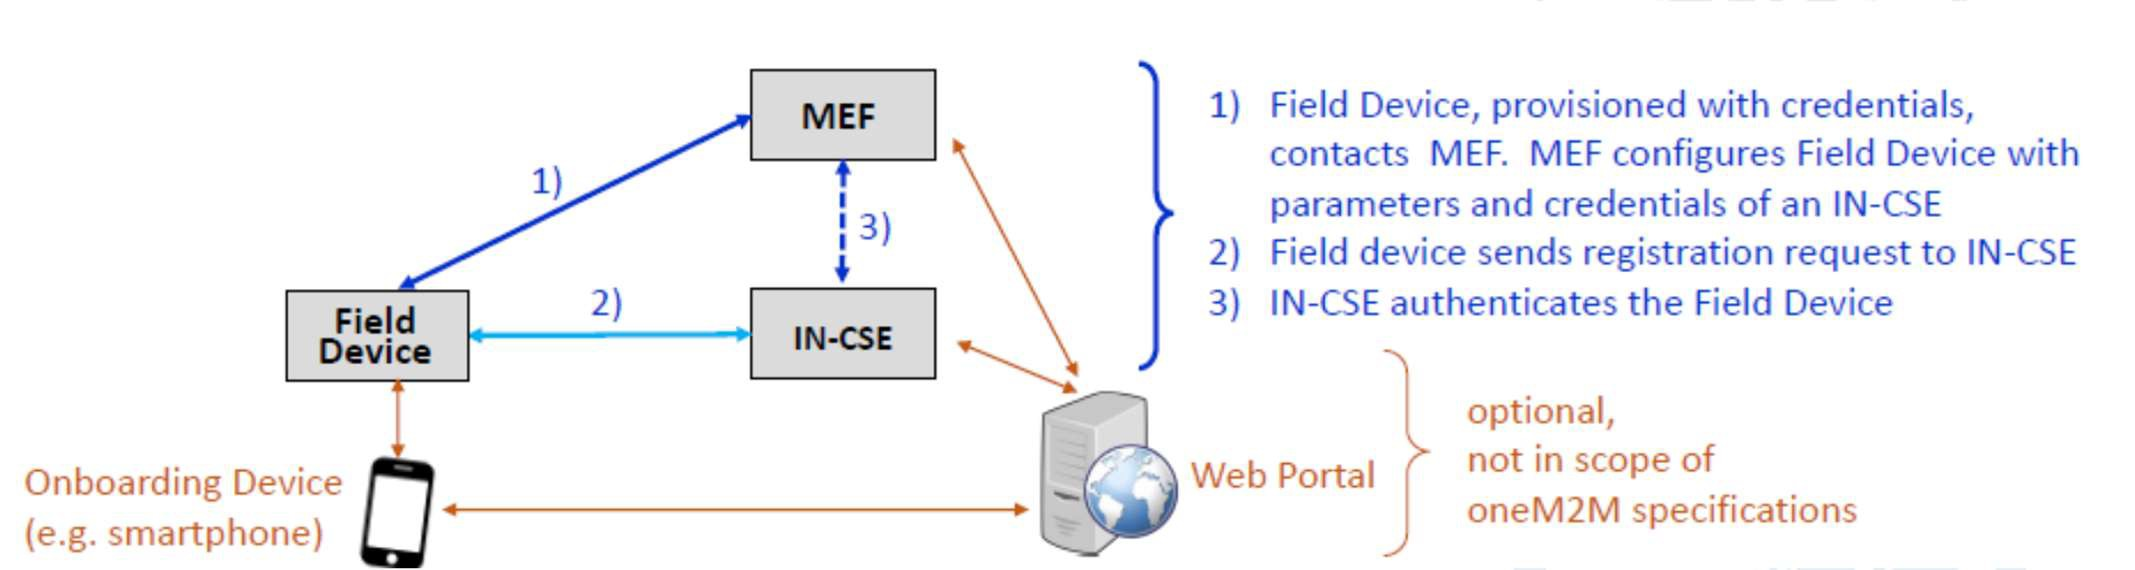 MEF
1)
3)
2)
Field
Device
IN-CSE
1) Field Device, provisioned with credentials,
contacts MEF. MEF configures Field Device with
parameters and credentials of an IN-CSE
2) Field device sends registration request to IN-CSE
3) IN-CSE authenticates the Field Device
Onboarding Device
(e.g. smartphone)
Web Portal
optional,
not in scope of
oneM2M specifications